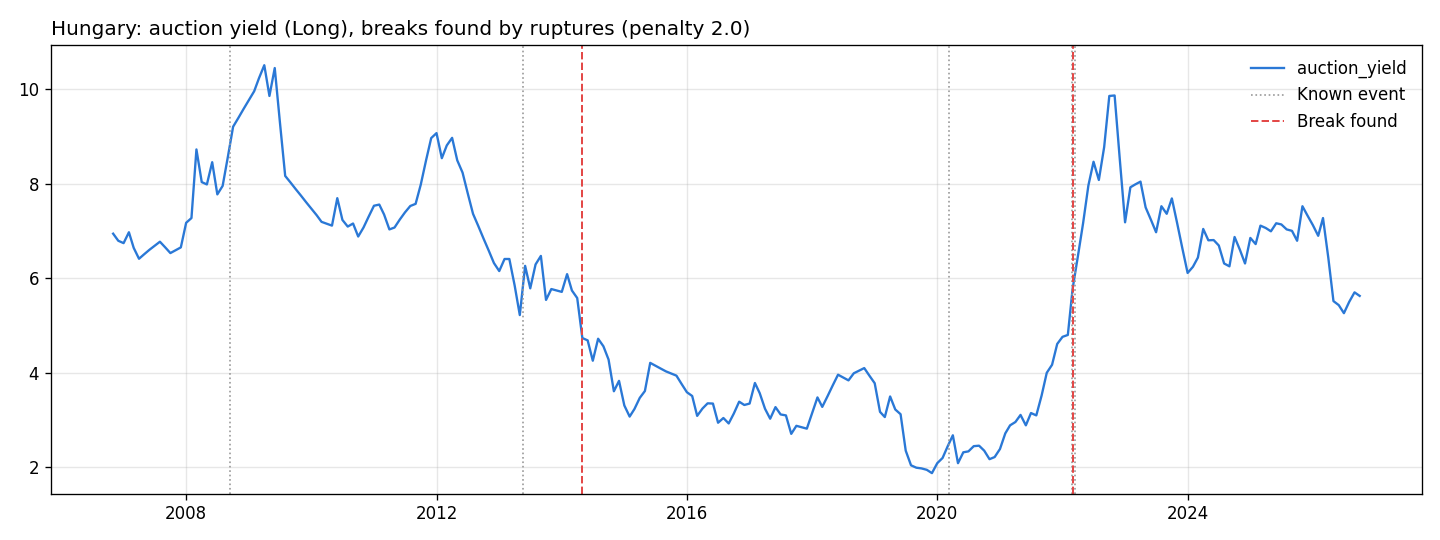 Hungary: auction yield (Long), breaks found by ruptures (penalty 2.0)
auction_yield
Known event
Break found
10
8
6
4
2
2008 2012 2016 2020 2024